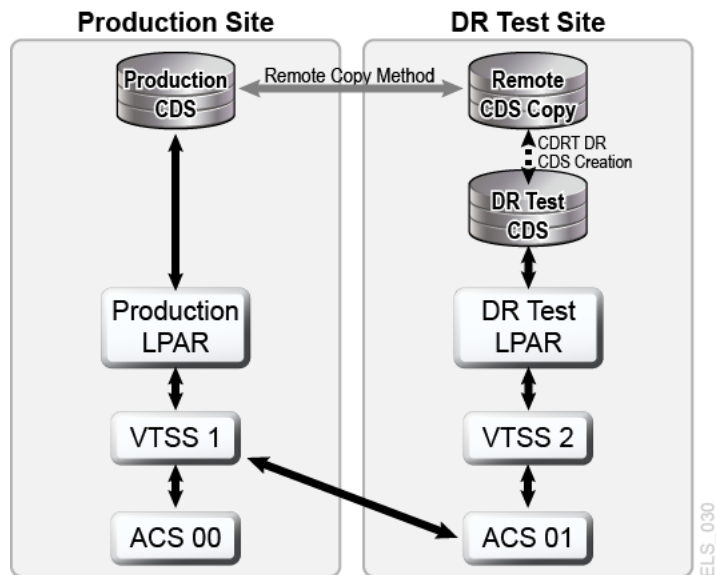 Production Site
DR Test Site
Production
CDS
Remote Copy Method
Remote
CDS Copy
CDRT DR
CDS Creation
DR Test
CDS
Production
LPAR
DR Test
LPAR
VTSS 1
VTSS 2
ACS 00
ACS 01
ELS_030